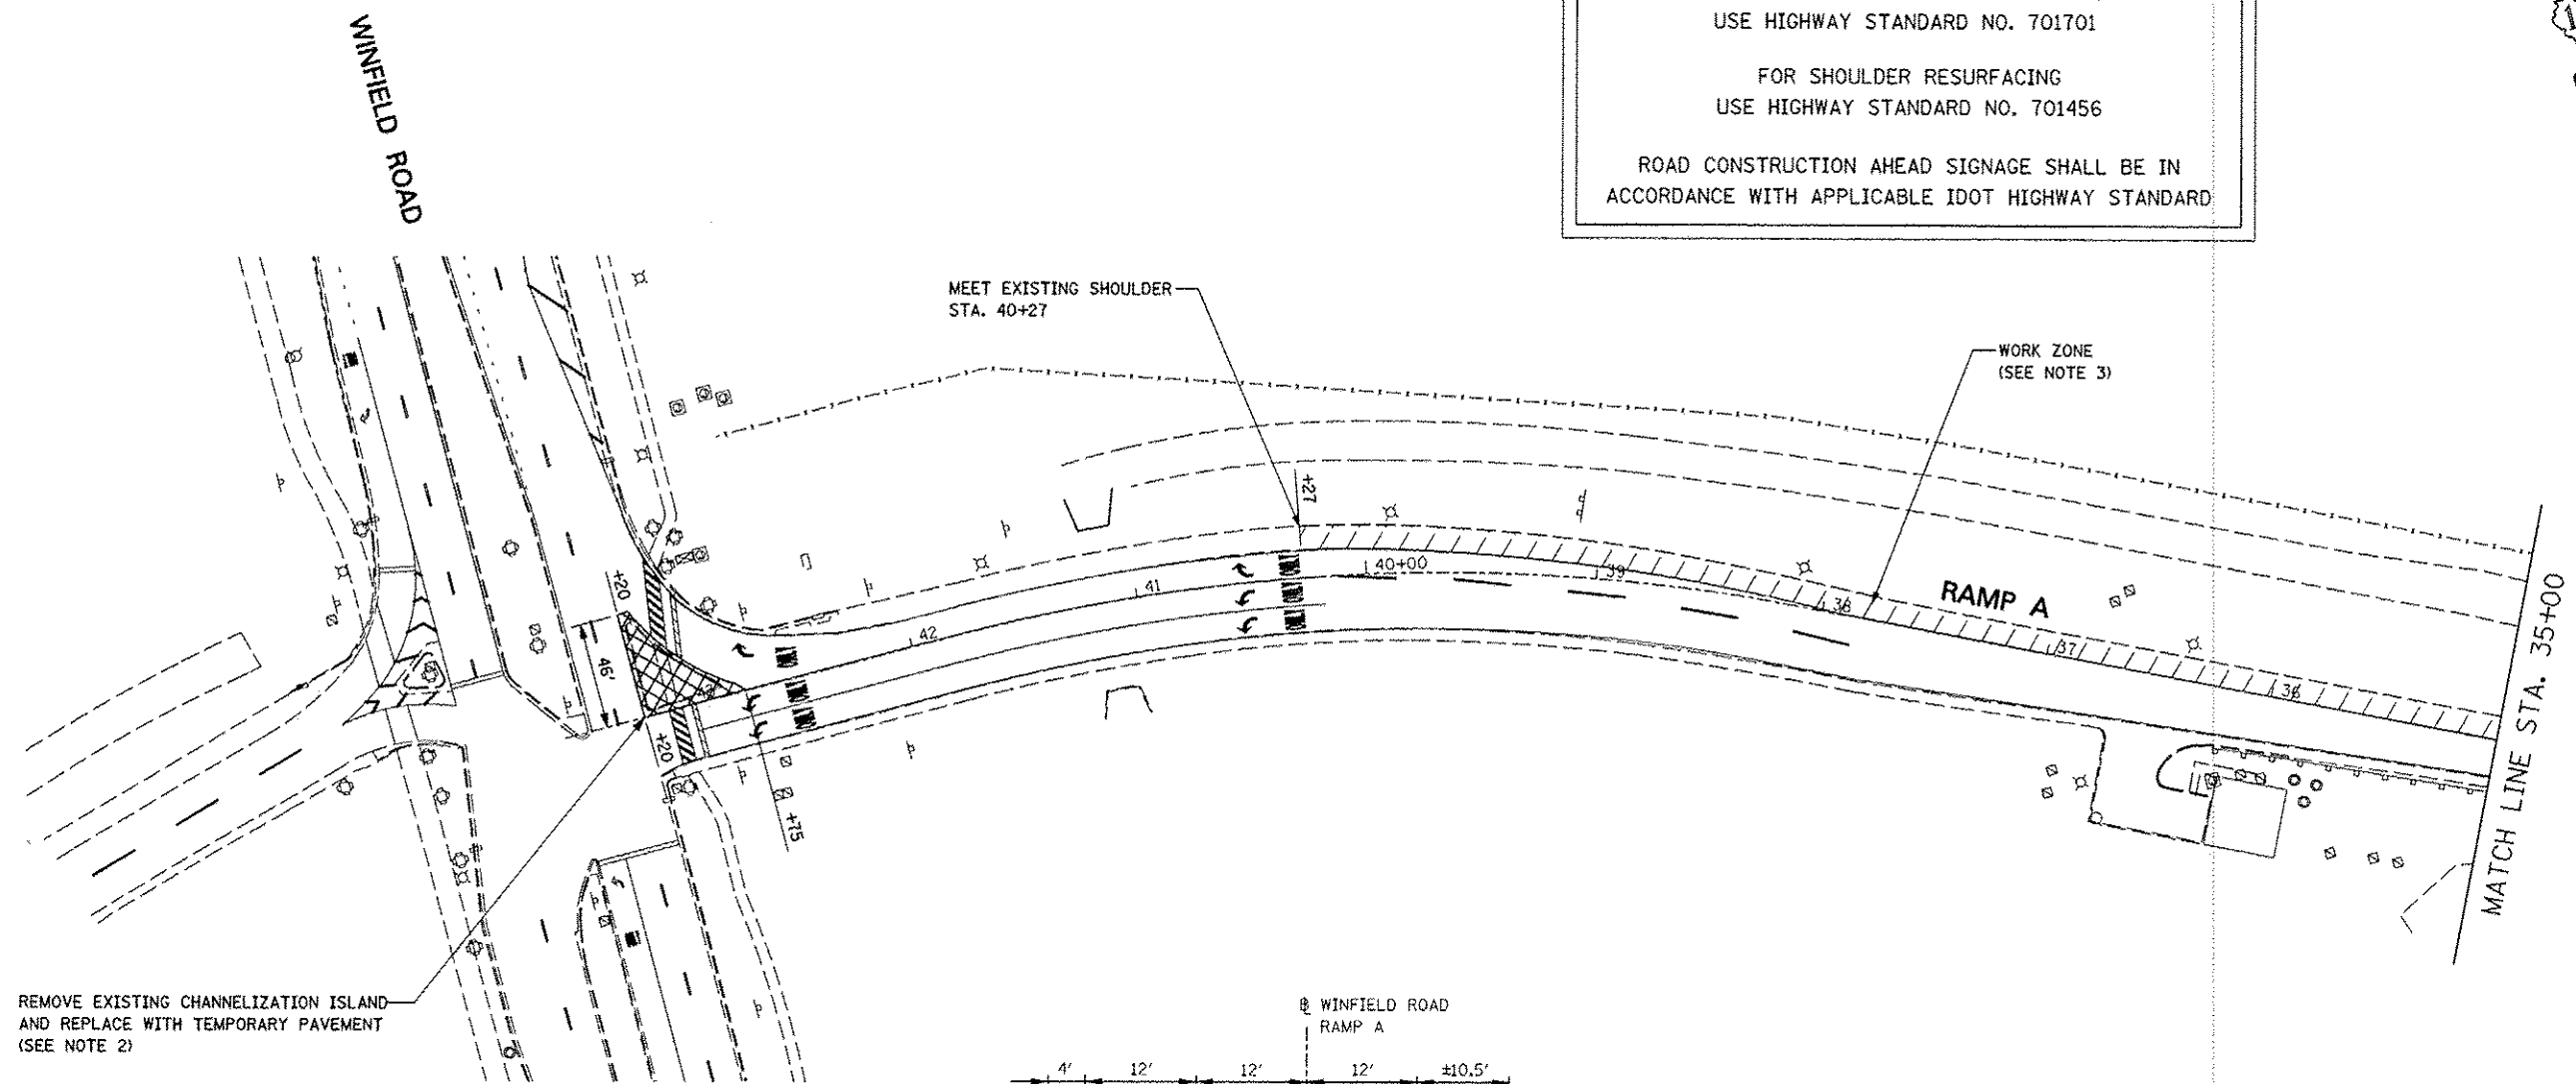 USE HIGHWAY STANDARD NO. 701701
FOR SHOULDER RESURFACING
USE HIGHWAY STANDARD NO. 701456
ROAD CONSTRUCTION AHEAD SIGNAGE SHALL BE IN
ACCORDANCE WITH APPLICABLE IDOT HIGHWAY STANDARD
WINFIELD ROAD
MEET EXISTING SHOULDER
STA. 40+27
WORK ZONE
(SEE NOTE 3)
+27
40+00
39
38
RAMP A
37
36
41
42
+20
46'
+20
+75
MATCH LINE STA. 35+00
REMOVE EXISTING CHANNELIZATION ISLAND
AND REPLACE WITH TEMPORARY PAVEMENT
(SEE NOTE 2)
WINFIELD ROAD
RAMP A
4' 12' 12' 12' ±10.5'